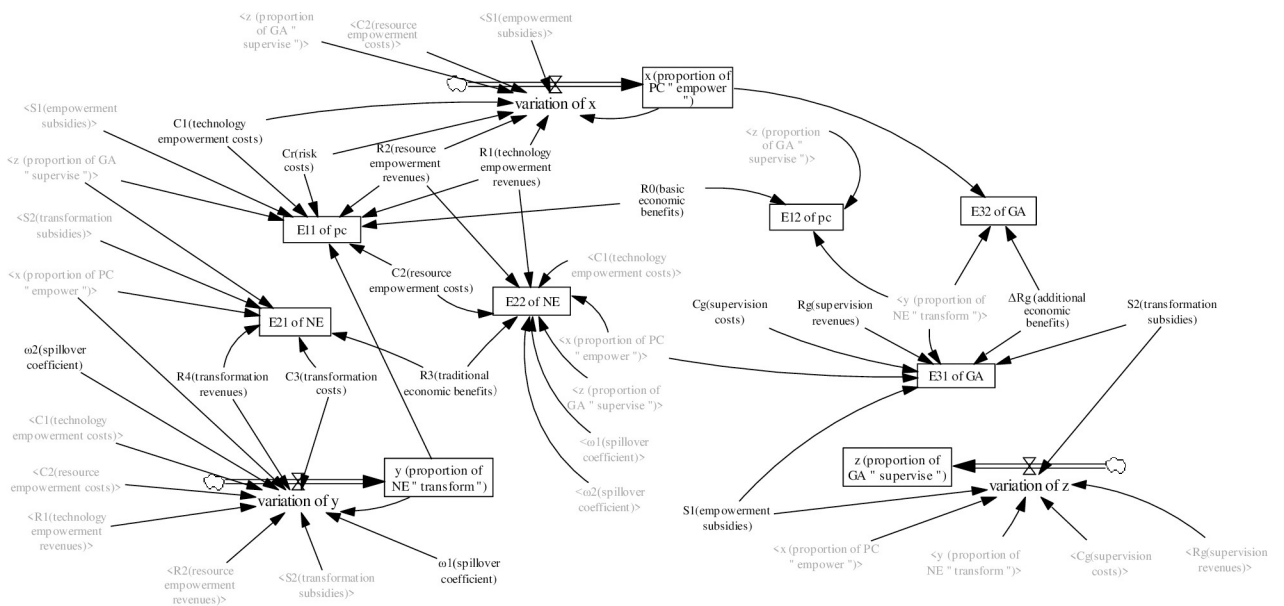 <z (proportion
of GA "
supervise ")>
<C2(resource
empowerment
costs)>
<S1(empowerment
subsidies)>
x (proportion of
PC " empower
")
variation of x
<S1(empowerment
subsidies)>
C1(technology
empowerment costs)
<z (proportion of GA
" supervise ")>
Cr(risk
costs)
R2(resource
empowerment
revenues)
R1(technology
empowerment
revenues)
<z (proportion
of GA "
supervise ")>
R0(basic
economic
benefits)
E12 of pc
E32 of GA
<S2(transformation
subsidies)>
E11 of pc
<x (proportion of PC
" empower ")>
C2(resource
empowerment costs)
<C1(technology
empowerment costs)>
E22 of NE
E21 of NE
Cg(supervision
costs)
Rg(supervision
revenues)
<y (proportion of
NE " transform ")>
ΔRg(additional
economic
benefits)
S2(transformation
subsidies)
<x (proportion of PC
" empower ")>
ω2(spillover
coefficient)
R4(transformation
revenues)
C3(transformation
costs)
R3(traditional
economic benefits)
<z (proportion of
GA " supervise ")>
E31 of GA
<C1(technology
empowerment costs)>
<ω1(spillover
coefficient)>
<C2(resource
empowerment costs)>
y (proportion of
NE " transform ")
<ω2(spillover
coefficient)>
z (proportion of
GA " supervise ")
variation of y
variation of z
<R1(technology
empowerment
revenues)>
S1(empowerment
subsidies)
<R2(resource
empowerment
revenues)>
<S2(transformation
subsidies)>
ω1(spillover
coefficient)
<x (proportion of PC
" empower ")>
<y (proportion of
NE " transform ")>
<Cg(supervision
costs)>
<Rg(supervision
revenues)>